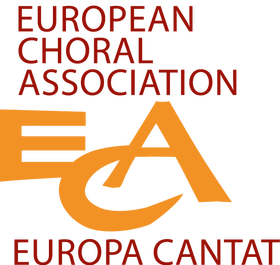 EUROPEAN
CHORAL
ASSOCIATION
ECA
EUROPA CANTAT